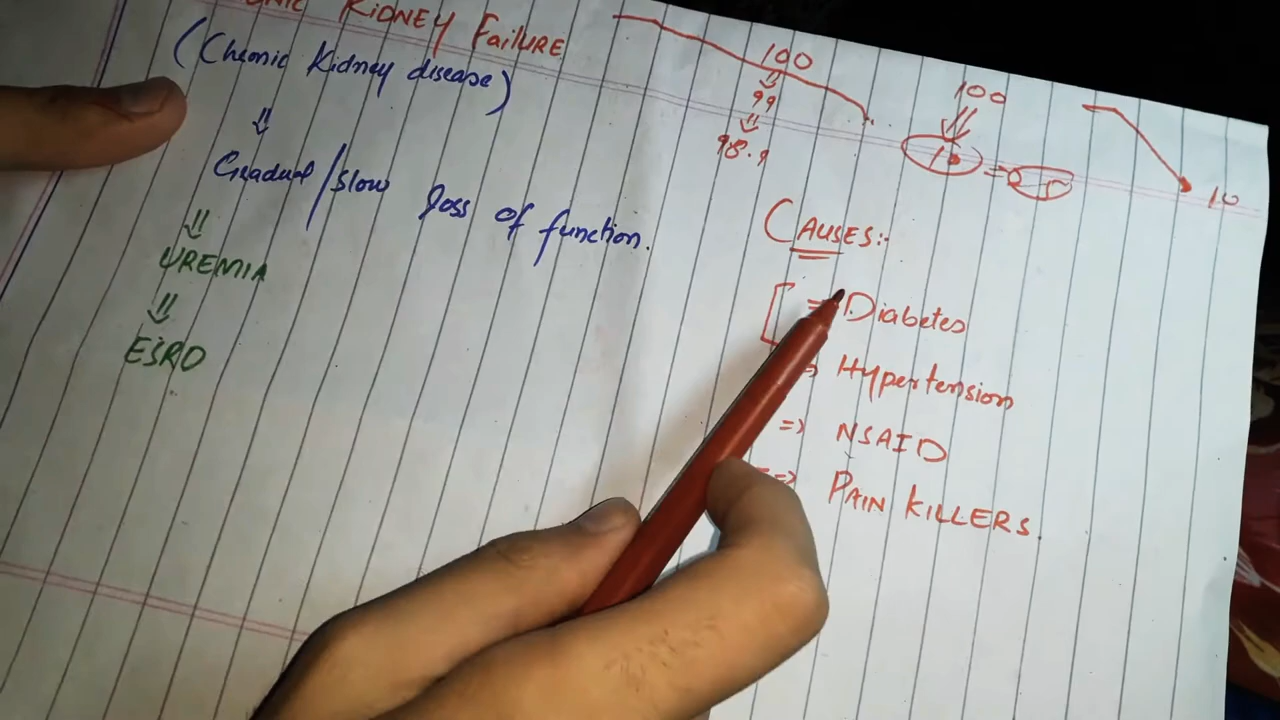 NIC KIDNEY FAILURE
(Chronic Kidney disease)
⇓
Gradual/slow loss of function.
⇓
UREMIA
⇓
ESRD
100
⇓
99
⇓
98.9
100
10
10
CAUSES:-
⇒ Diabetes
⇒ Hypertension
⇒ NSAID
⇒ PAIN KILLERS.